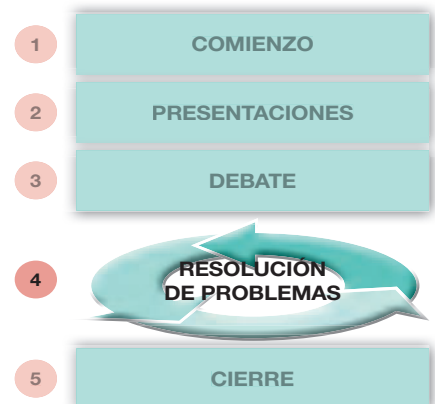 1 COMIENZO
2 PRESENTACIONES
3 DEBATE
4 RESOLUCIÓN
DE PROBLEMAS
5 CIERRE